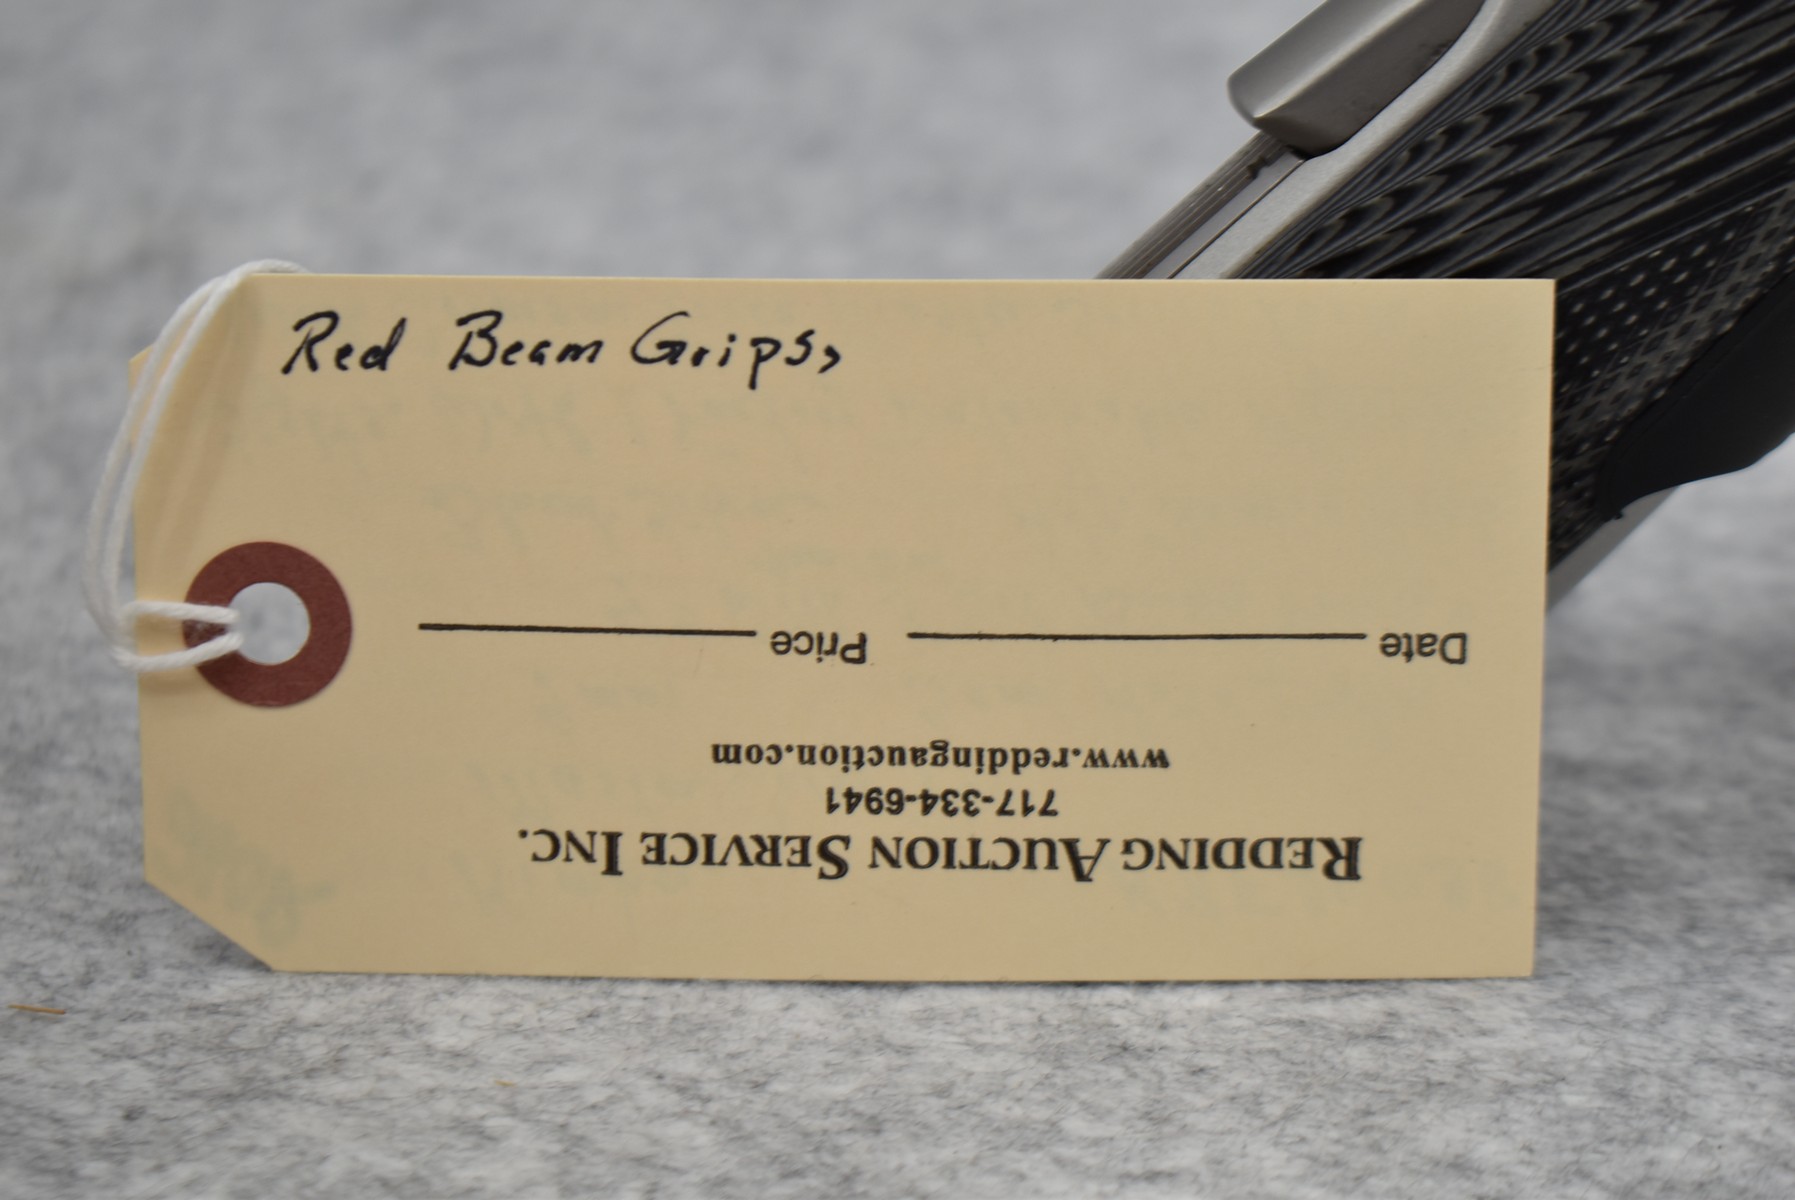 Red Beam Grips,
REDDING AUCTION SERVICE INC.
717-334-6941
www.reddingauction.com
Date Price